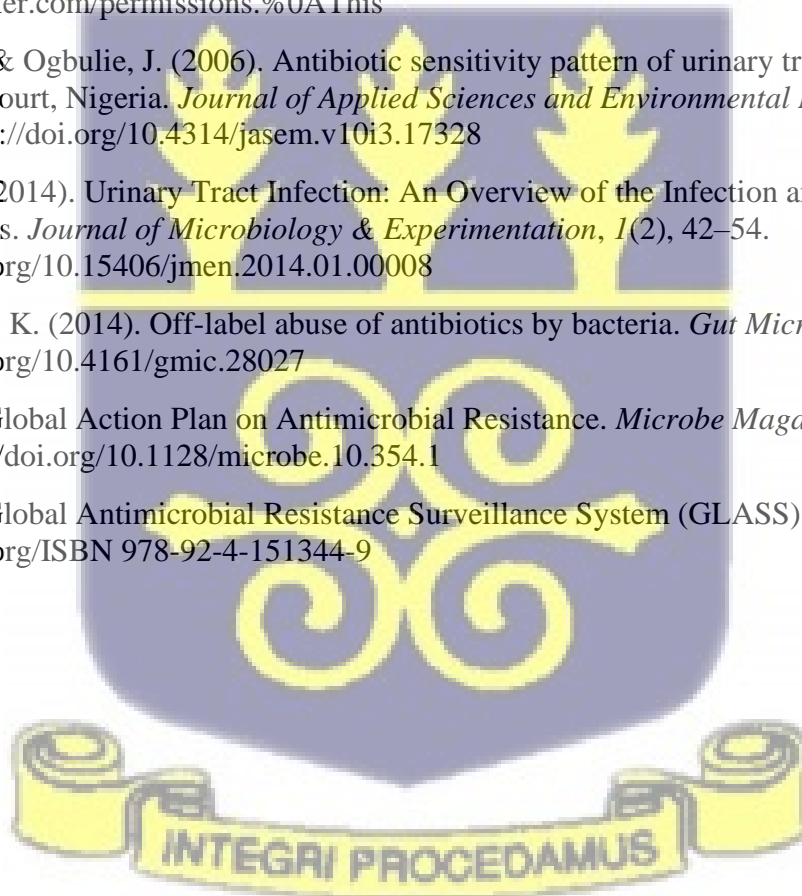 er.com/permissions.%0AThis
& Ogbulie, J. (2006). Antibiotic sensitivity pattern of urinary tr
ourt, Nigeria. Journal of Applied Sciences and Environmental
://doi.org/10.4314/jasem.v10i3.17328
2014). Urinary Tract Infection: An Overview of the Infection a
s. Journal of Microbiology & Experimentation, 1(2), 42–54.
org/10.15406/jmen.2014.01.00008
K. (2014). Off-label abuse of antibiotics by bacteria. Gut Micr
org/10.4161/gmic.28027
Global Action Plan on Antimicrobial Resistance. Microbe Maga
/doi.org/10.1128/microbe.10.354.1
Global Antimicrobial Resistance Surveillance System (GLASS)
org/ISBN 978-92-4-151344-9
INTEGRI PROCEDAMUS